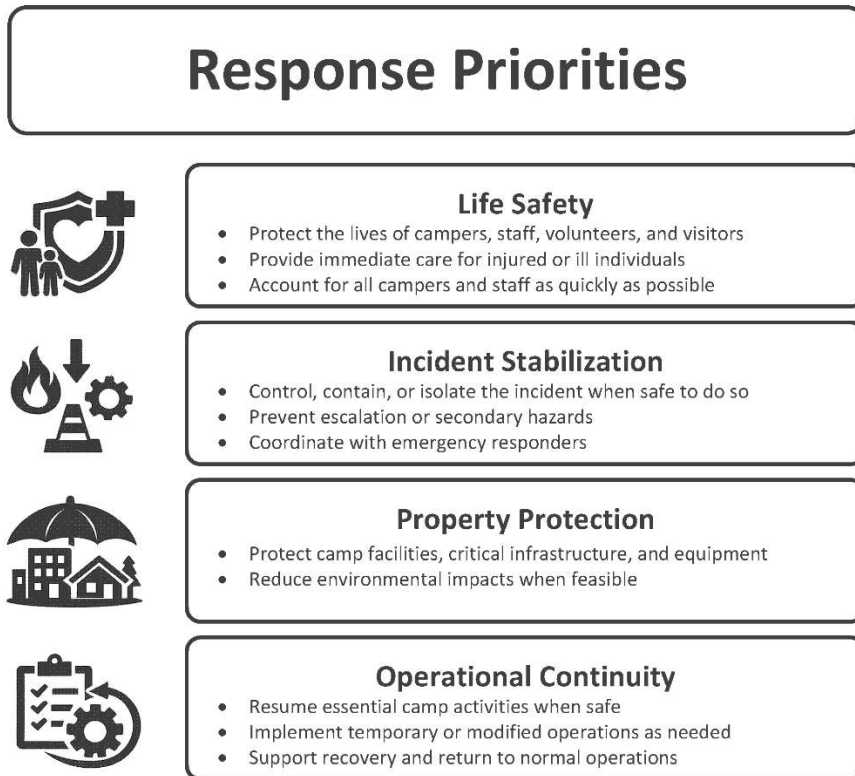 Response Priorities
Life Safety
• Protect the lives of campers, staff, volunteers, and visitors
• Provide immediate care for injured or ill individuals
• Account for all campers and staff as quickly as possible
Incident Stabilization
• Control, contain, or isolate the incident when safe to do so
• Prevent escalation or secondary hazards
• Coordinate with emergency responders
Property Protection
• Protect camp facilities, critical infrastructure, and equipment
• Reduce environmental impacts when feasible
Operational Continuity
• Resume essential camp activities when safe
• Implement temporary or modified operations as needed
• Support recovery and return to normal operations